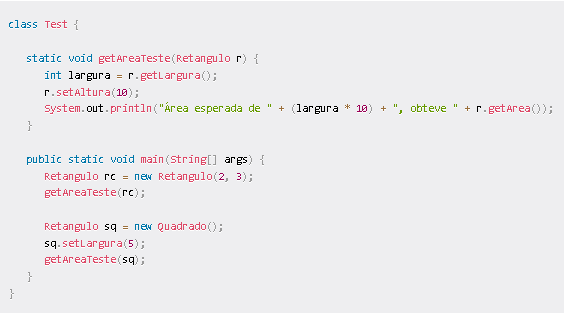 class Test {
static void getAreaTeste(Retangulo r) {
int largura = r.getLargura();
r.setAltura(10);
System.out.println("Área esperada de " + (largura * 10) + ", obteve " + r.getArea());
}
public static void main(String[] args) {
Retangulo rc = new Retangulo(2, 3);
getAreaTeste(rc);
Retangulo sq = new Quadrado();
sq.setLargura(5);
getAreaTeste(sq);
}
}